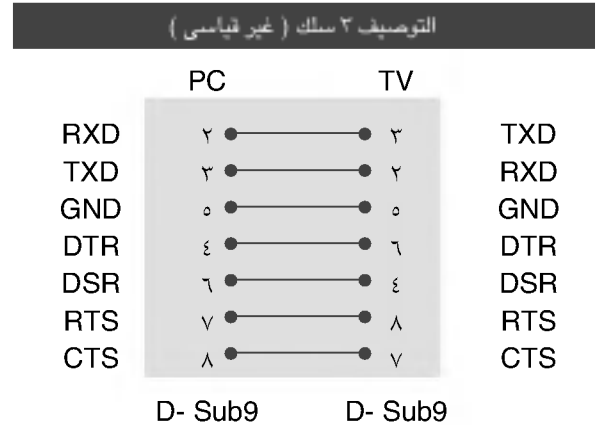 التوصيف ٣ سلك ( غير قياسى )
PC TV
RXD ٢ ٣ TXD
TXD ٣ ٢ RXD
GND ٥ ٥ GND
DTR ٤ ٦ DTR
DSR ٦ ٤ DSR
RTS ٧ ٨ RTS
CTS ٨ ٧ CTS
D- Sub9 D- Sub9